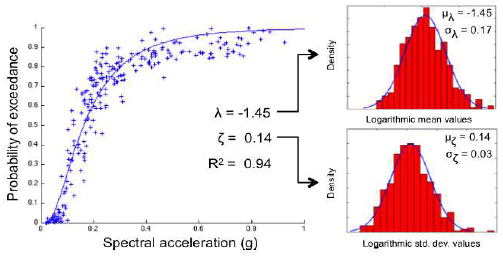 Probability of exceedance
1
0.9
0.8
0.7
0.6
0.5
0.4
0.3
0.2
0.1
0
0 0.2 0.4 0.6 0.8 1
Spectral acceleration (g)
λ = -1.45
ζ = 0.14
R² = 0.94
Density
μλ = -1.45
σλ = 0.17
Logarithmic mean values
Density
μζ = 0.14
σζ = 0.03
Logarithmic std. dev. values